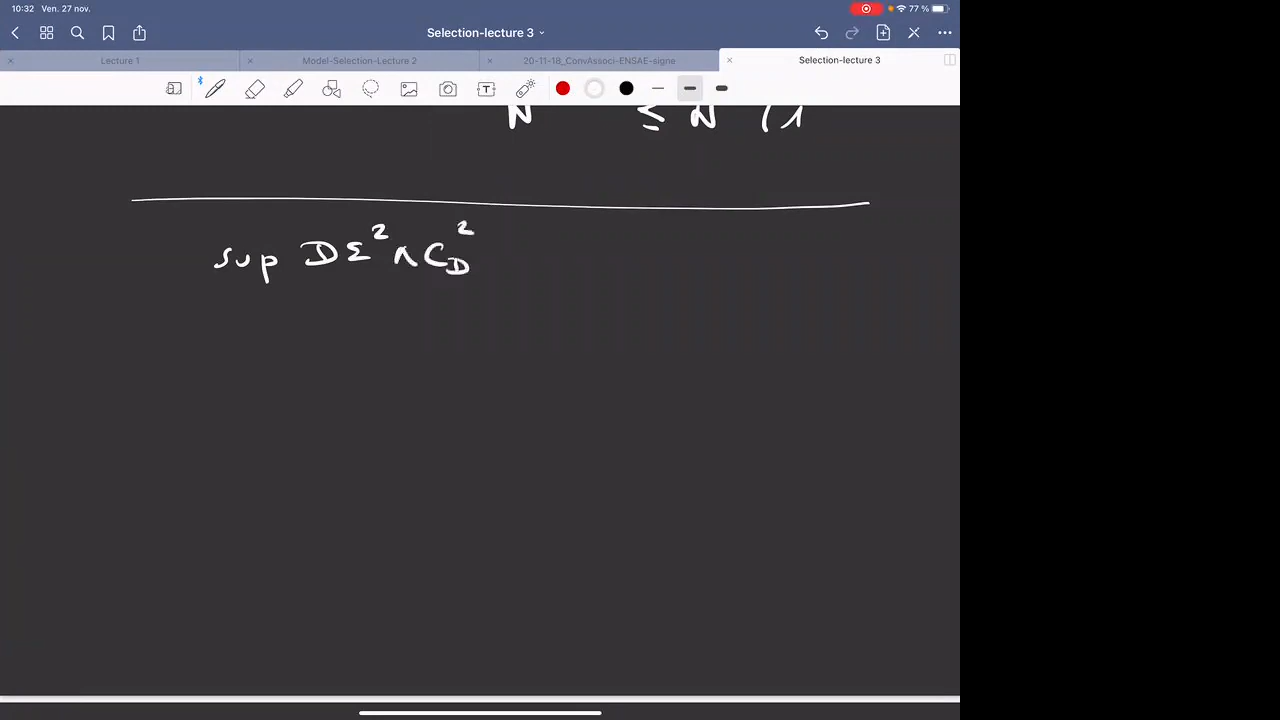 10:32 Ven. 27 nov. 77 %
Selection-lecture 3
Lecture 1 Model-Selection-Lecture 2 20-11-18_ConvAssoci-ENSAE-signe Selection-lecture 3
N ≤ N
sup Dε² ∧ C_D²